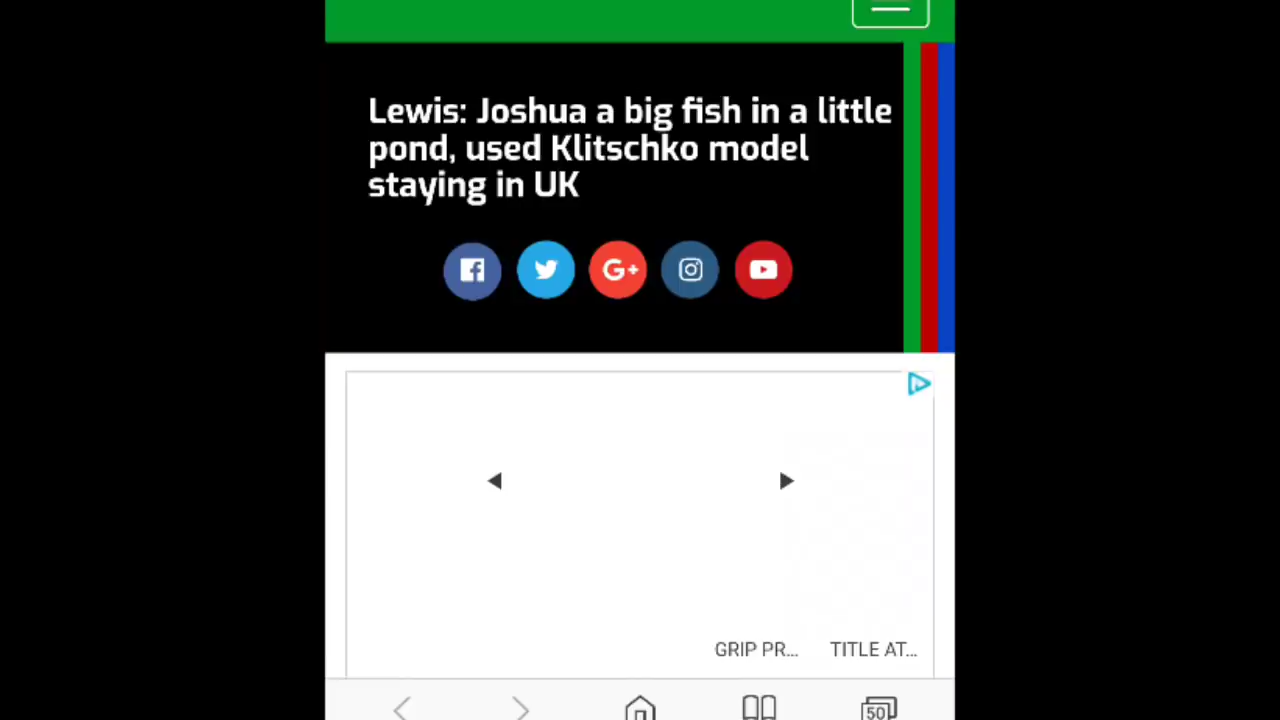 Lewis: Joshua a big fish in a little
pond, used Klitschko model
staying in UK
G+
GRIP PR...
TITLE AT...
50